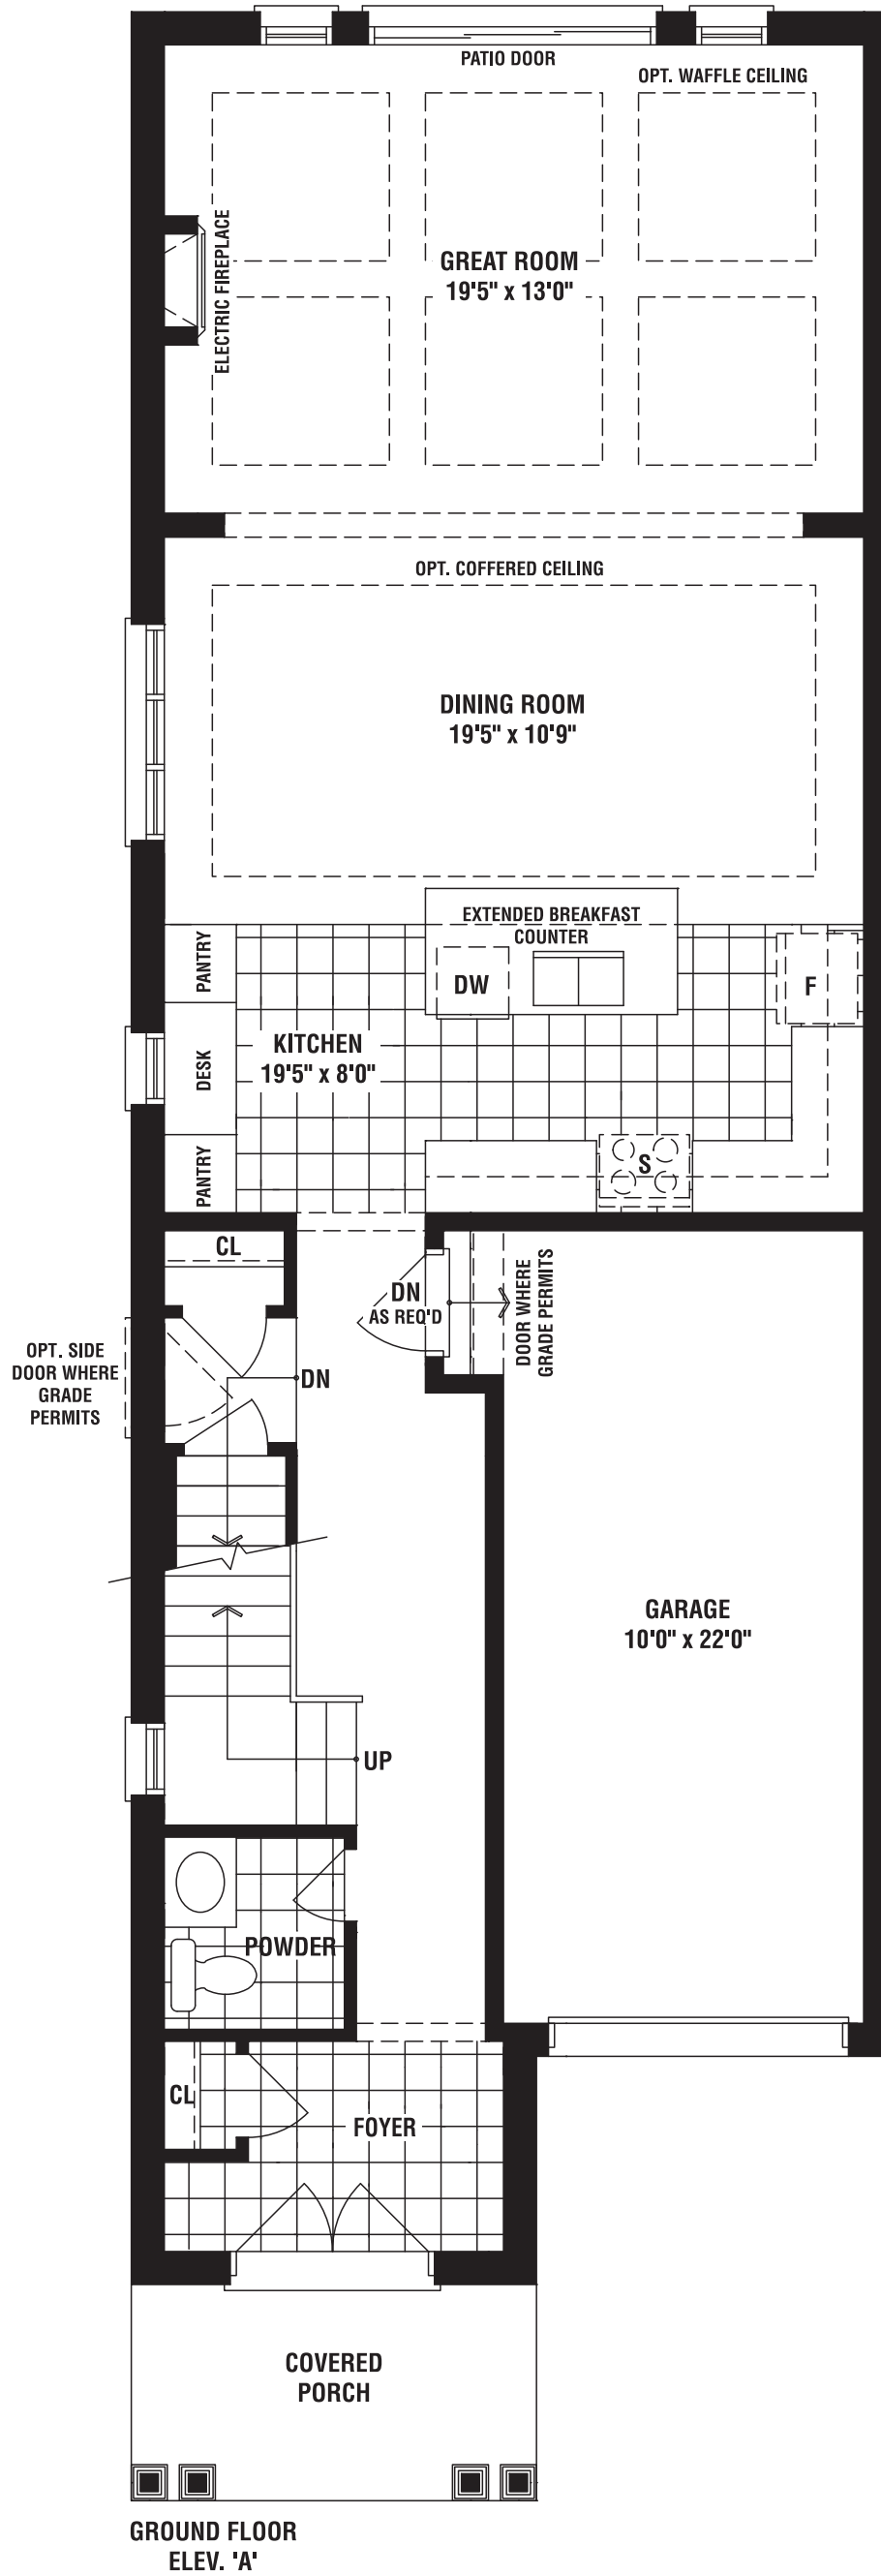 PATIO DOOR
OPT. WAFFLE CEILING
ELECTRIC FIREPLACE
GREAT ROOM
19'5" x 13'0"
OPT. COFFERED CEILING
DINING ROOM
19'5" x 10'9"
EXTENDED BREAKFAST
COUNTER
PANTRY
DW
F
KITCHEN
19'5" x 8'0"
DESK
PANTRY
S
CL
DN
AS REQ'D
DOOR WHERE
GRADE PERMITS
OPT. SIDE
DOOR WHERE
GRADE
PERMITS
DN
GARAGE
10'0" x 22'0"
UP
POWDER
CL
FOYER
COVERED
PORCH
GROUND FLOOR
ELEV. 'A'